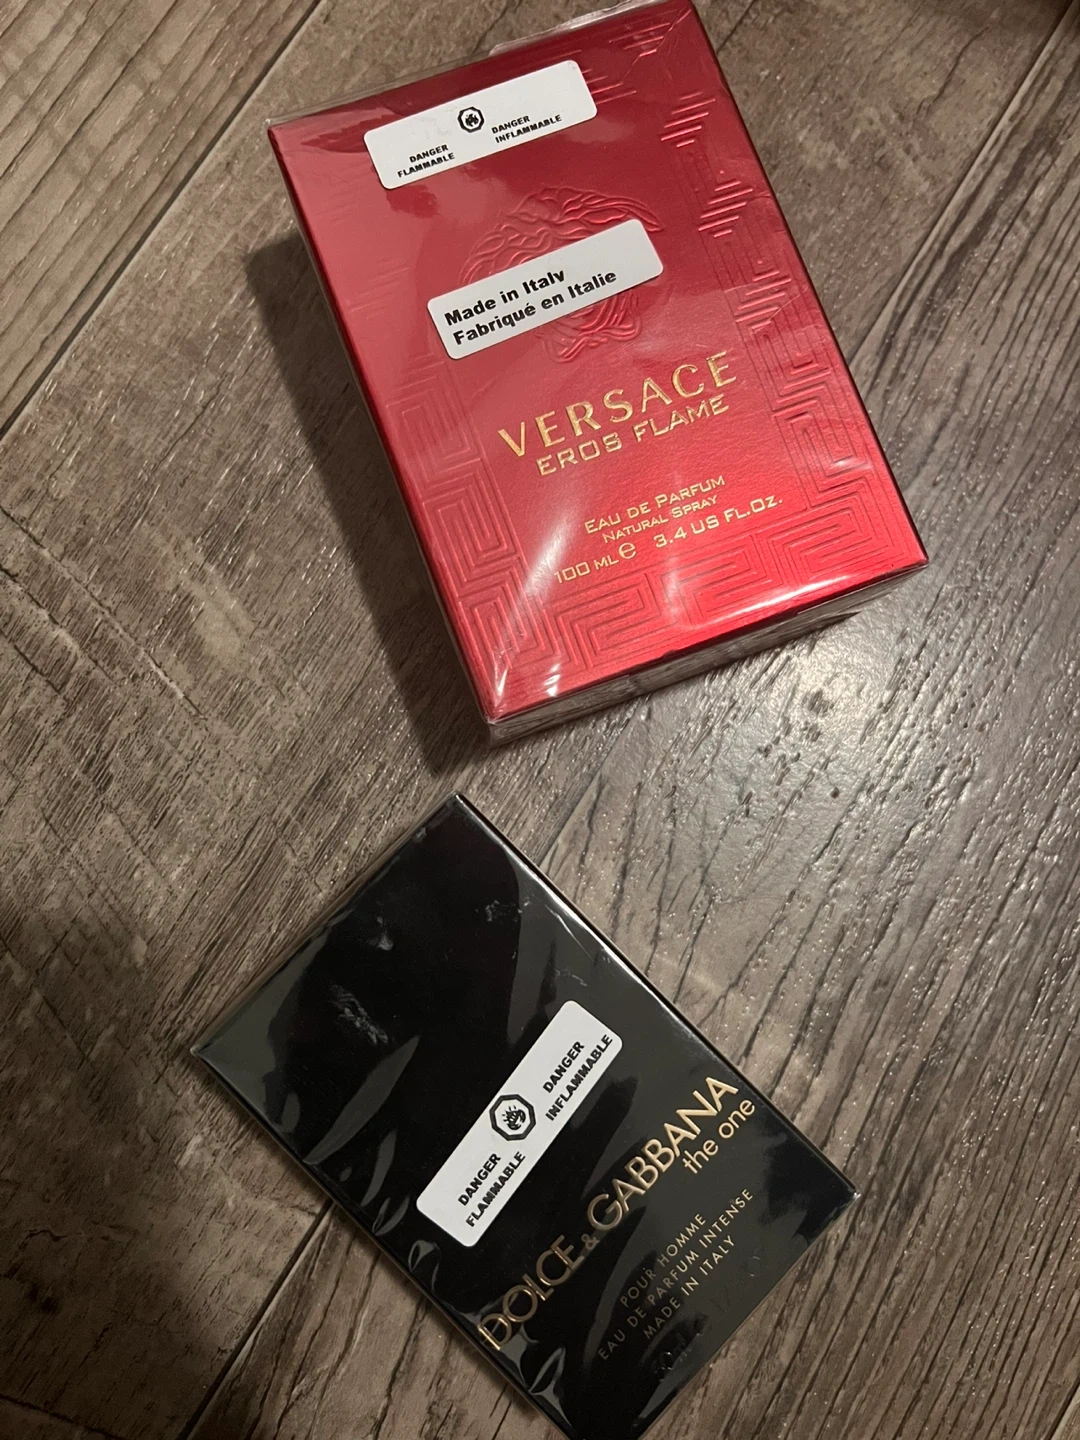 DANGER
FLAMMABLE
DANGER
INFLAMMABLE
Made in Italy
Fabriqué en Italie
VERSACE
EROS FLAME
EAU DE PARFUM
NATURAL SPRAY
100 ML e 3.4 US FL.OZ.
DANGER
FLAMMABLE
DANGER
INFLAMMABLE
DOLCE & GABBANA
the one
POUR HOMME
EAU DE PARFUM INTENSE
MADE IN ITALY